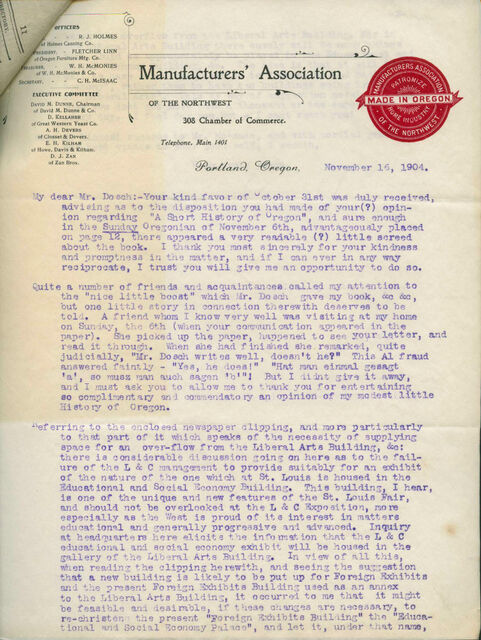 OFFICERS
R. J. HOLMES
of Holmes Canning Co.
FLETCHER LINN
of Oregon Furniture Mfg. Co.
W. H. McMONIES
of W. H. McMonies & Co.
SECRETARY, - C. H. McISAAC
EXECUTIVE COMMITTEE
DAVID M. DUNNE, Chairman
of David M. Dunne & Co.
D. KELLAHER
of Great Western Yeast Co.
A. H. DEVERS
of Closset & Devers.
E. H. KILHAM
of Howe, Davis & Kilham.
D. J. ZAN
of Zan Bros.
Manufacturers' Association
OF THE NORTHWEST
308 Chamber of Commerce.
Telephone, Main 1401
MANUFACTURERS ASSOCIATION
PATRONIZE
MADE IN OREGON
HOME INDUSTRY
OF THE NORTHWEST
Portland, Oregon, November 16, 1904.
My dear Mr. Dosch:-Your kind favor of October 31st was duly received,
advising as to the disposition you had made of your(?) opin-
ion regarding "A Short History of Oregon", and sure enough
in the Sunday Oregonian of November 6th, advantageously placed
on page 12, there appeared a very readable (?) little screed
about the book. I thank you most sincerely for your kindness
and promptness in the matter, and if I can ever in any way
reciprocate, I trust you will give me an opportunity to do so.
Quite a number of friends and acquaintances called my attention to
the "nice little boost" which Mr. Dosch gave my book, &c &c,
but one little story in connection therewith deserves to be
told. A friend whom I know very well was visiting at my home
on Sunday, the 6th (when your communication appeared in the
paper). She picked up the paper, happened to see your letter, and
read it through. When she had finished she remarked, quite
judicially, "Mr. Dosch writes well, doesn't he?" This Al fraud
answered faintly - "Yes, he does!" "Hat man einmal gesagt
'a', so muss man auch sagen 'b'"! But I didnt give it away,
and I must ask you to allow me to thank you for entertaining
so complimentary and commendatory an opinion of my modest little
History of Oregon.
Referring to the enclosed newspaper clipping, and more particularly
to that part of it which speaks of the necessity of supplying
space for an over-flow from the Liberal Arts Building, &c:
there is considerable discussion going on here as to the fail-
ure of the L & C management to provide suitably for an exhibit
of the nature of the one which at St. Louis is housed in the
Educational and Social Economy Building. This building, I hear,
is one of the unique and new features of the St. Louis Fair,
and should not be overlooked at the L & C Exposition, more
especially as the West is proud of its interest in matters
educational and generally progressive and advanced. Inquiry
at headquarters here elicits the information that the L & C
educational and social economy exhibit will be housed in the
gallery of the Liberal Arts Building. In view of all this,
when reading the clipping herewith, and seeing the suggestion
that a new building is likely to be put up for Foreign Exhibits
and the present Foreign Exhibits Building used as an annex
to the Liberal Arts Building, it occurred to me that it might
be feasible and desirable, if these changes are necessary, to
re-christen the present "Foreign Exhibits Building" the "Educa-
tional and Social Economy Palace", and let it, under that name,